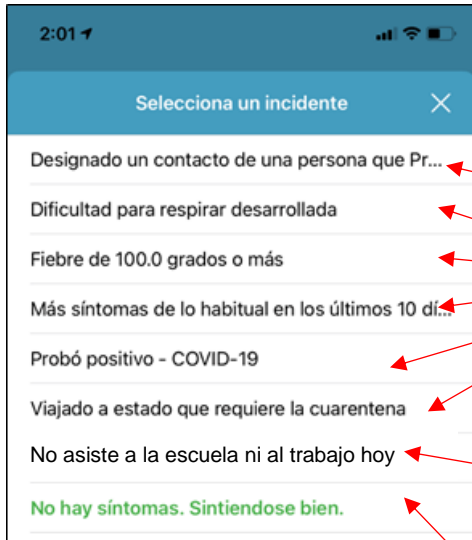 2:01
Selecciona un incidente
Designado un contacto de una persona que Pr...
Dificultad para respirar desarrollada
Fiebre de 100.0 grados o más
Más síntomas de lo habitual en los últimos 10 dí...
Probó positivo - COVID-19
Viajado a estado que requiere la cuarentena
No asiste a la escuela ni al trabajo hoy
No hay síntomas. Sintiendose bien.